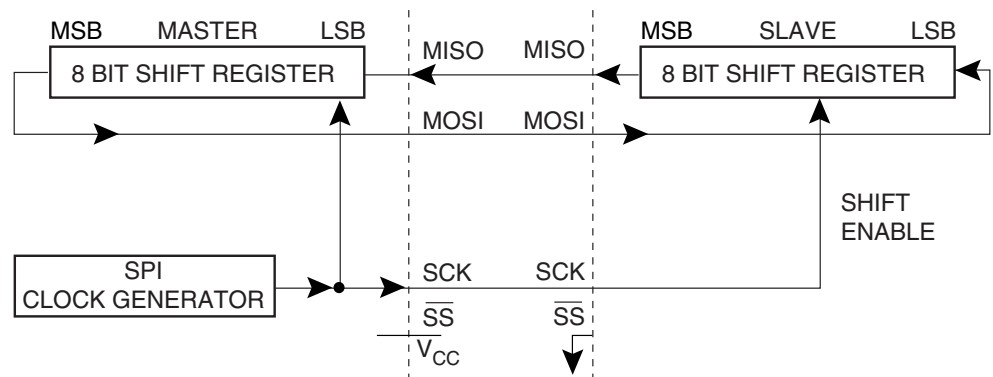 MSB MASTER LSB
8 BIT SHIFT REGISTER
MISO MISO
MSB SLAVE LSB
8 BIT SHIFT REGISTER
MOSI MOSI
SHIFT
ENABLE
SPI
CLOCK GENERATOR
SCK SCK
SS SS
VCC